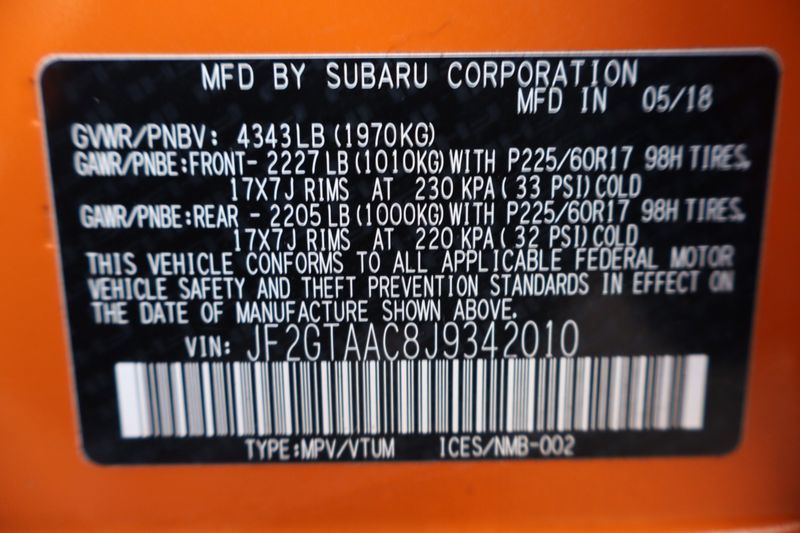 MFD BY SUBARU CORPORATION
MFD IN 05/18
GVWR/PNBV: 4343LB (1970KG)
GAWR/PNBE:FRONT- 2227LB (1010KG) WITH P225/60R17 98H TIRES,
17X7J RIMS AT 230 KPA ( 33 PSI) COLD
GAWR/PNBE:REAR - 2205LB (1000KG) WITH P225/60R17 98H TIRES,
17X7J RIMS AT 220 KPA ( 32 PSI) COLD
THIS VEHICLE CONFORMS TO ALL APPLICABLE FEDERAL MOTOR
VEHICLE SAFETY AND THEFT PREVENTION STANDARDS IN EFFECT ON
THE DATE OF MANUFACTURE SHOWN ABOVE.
VIN: JF2GTAAC8J9342010
TYPE:MPV/VTUM ICES/NMB-002